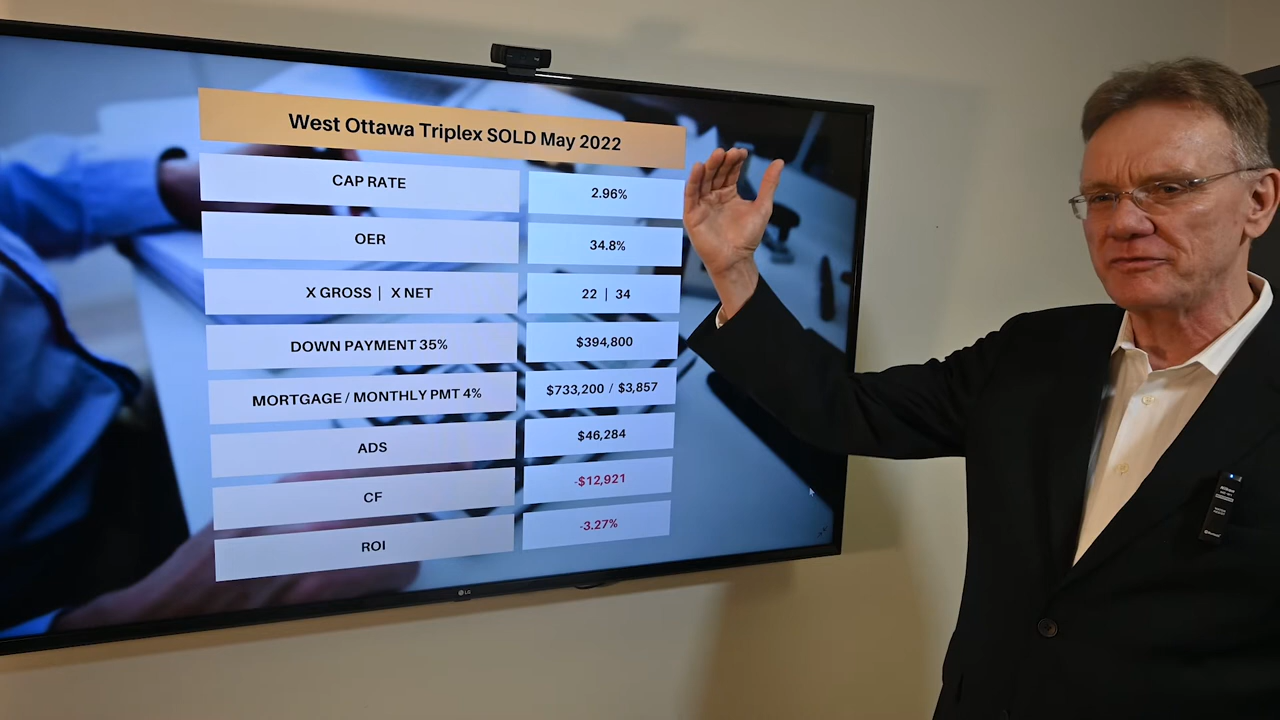 West Ottawa Triplex SOLD May 2022
CAP RATE 2.96%
OER 34.8%
X GROSS | X NET 22 | 34
DOWN PAYMENT 35% $394,800
MORTGAGE / MONTHLY PMT 4% $733,200 / $3,857
ADS $46,284
CF -$12,921
ROI -3.27%
LG